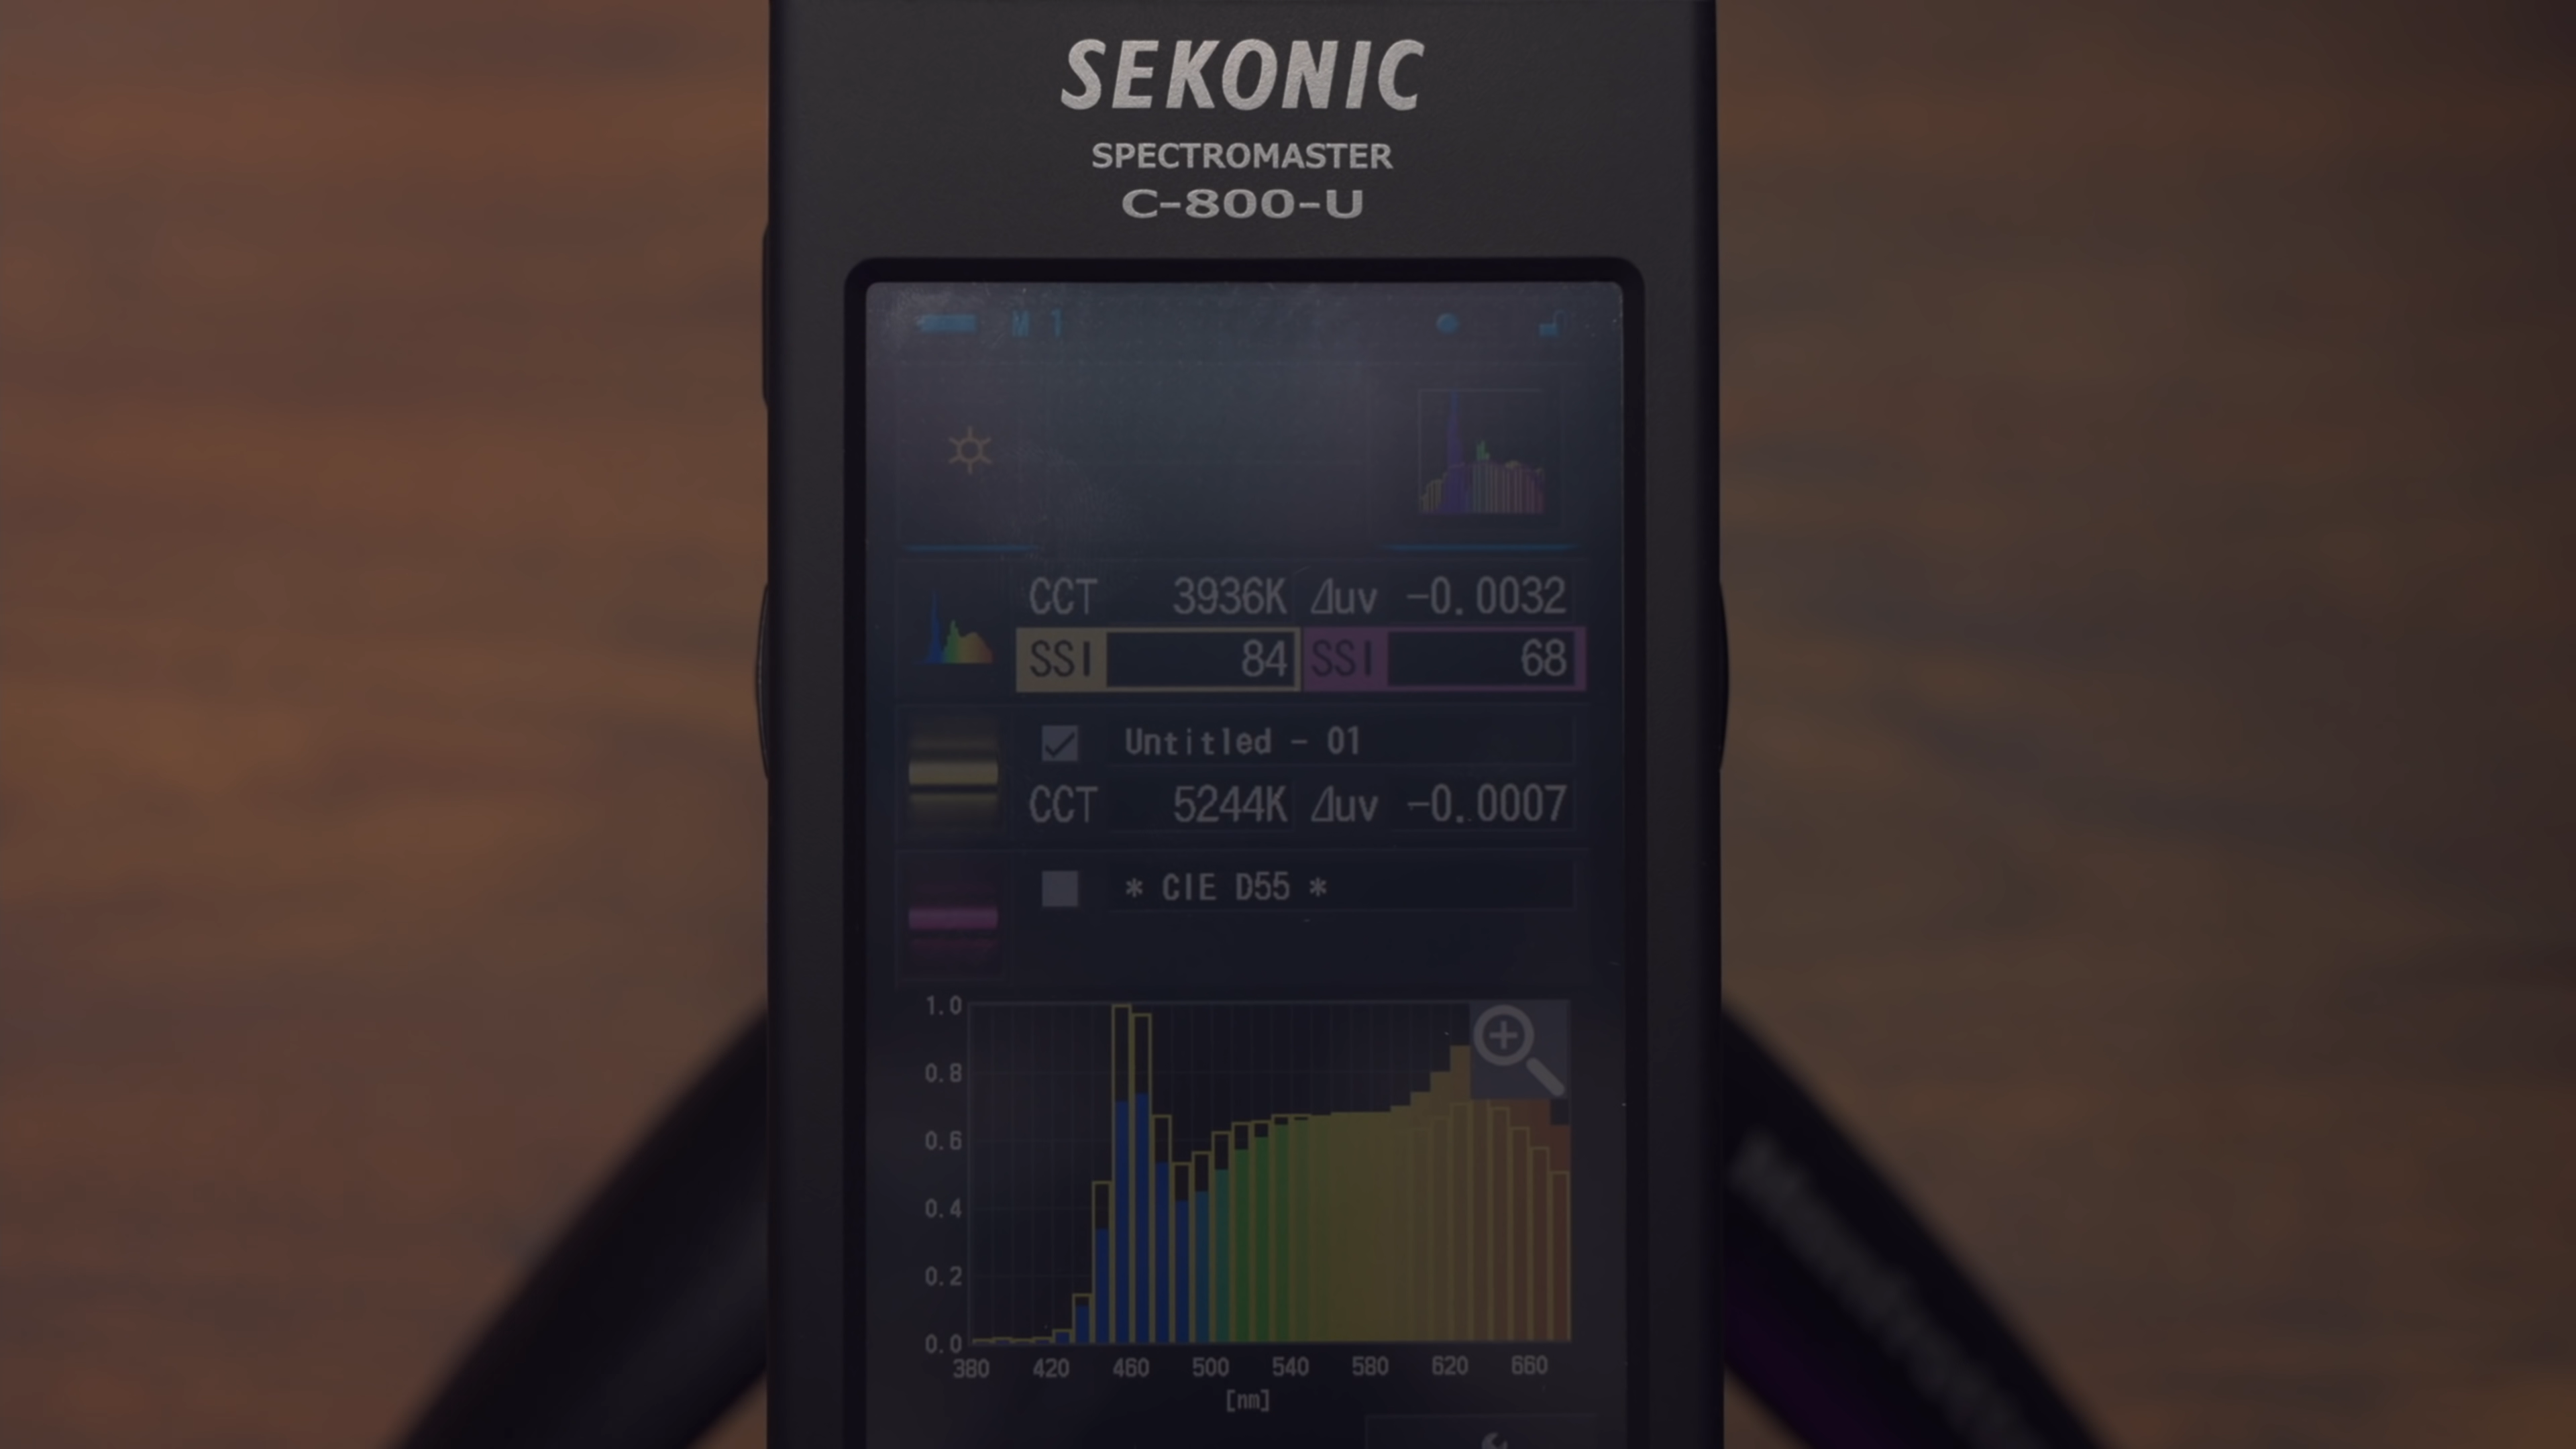 SEKONIC
SPECTROMASTER
C-800-U
M 1
CCT 3936K Δuv -0.0032
SSI 84 SSI 68
Untitled - 01
CCT 5244K Δuv -0.0007
* CIE D55 *
1.0
0.8
0.6
0.4
0.2
0.0
380 420 460 500 540 580 620 660
[nm]